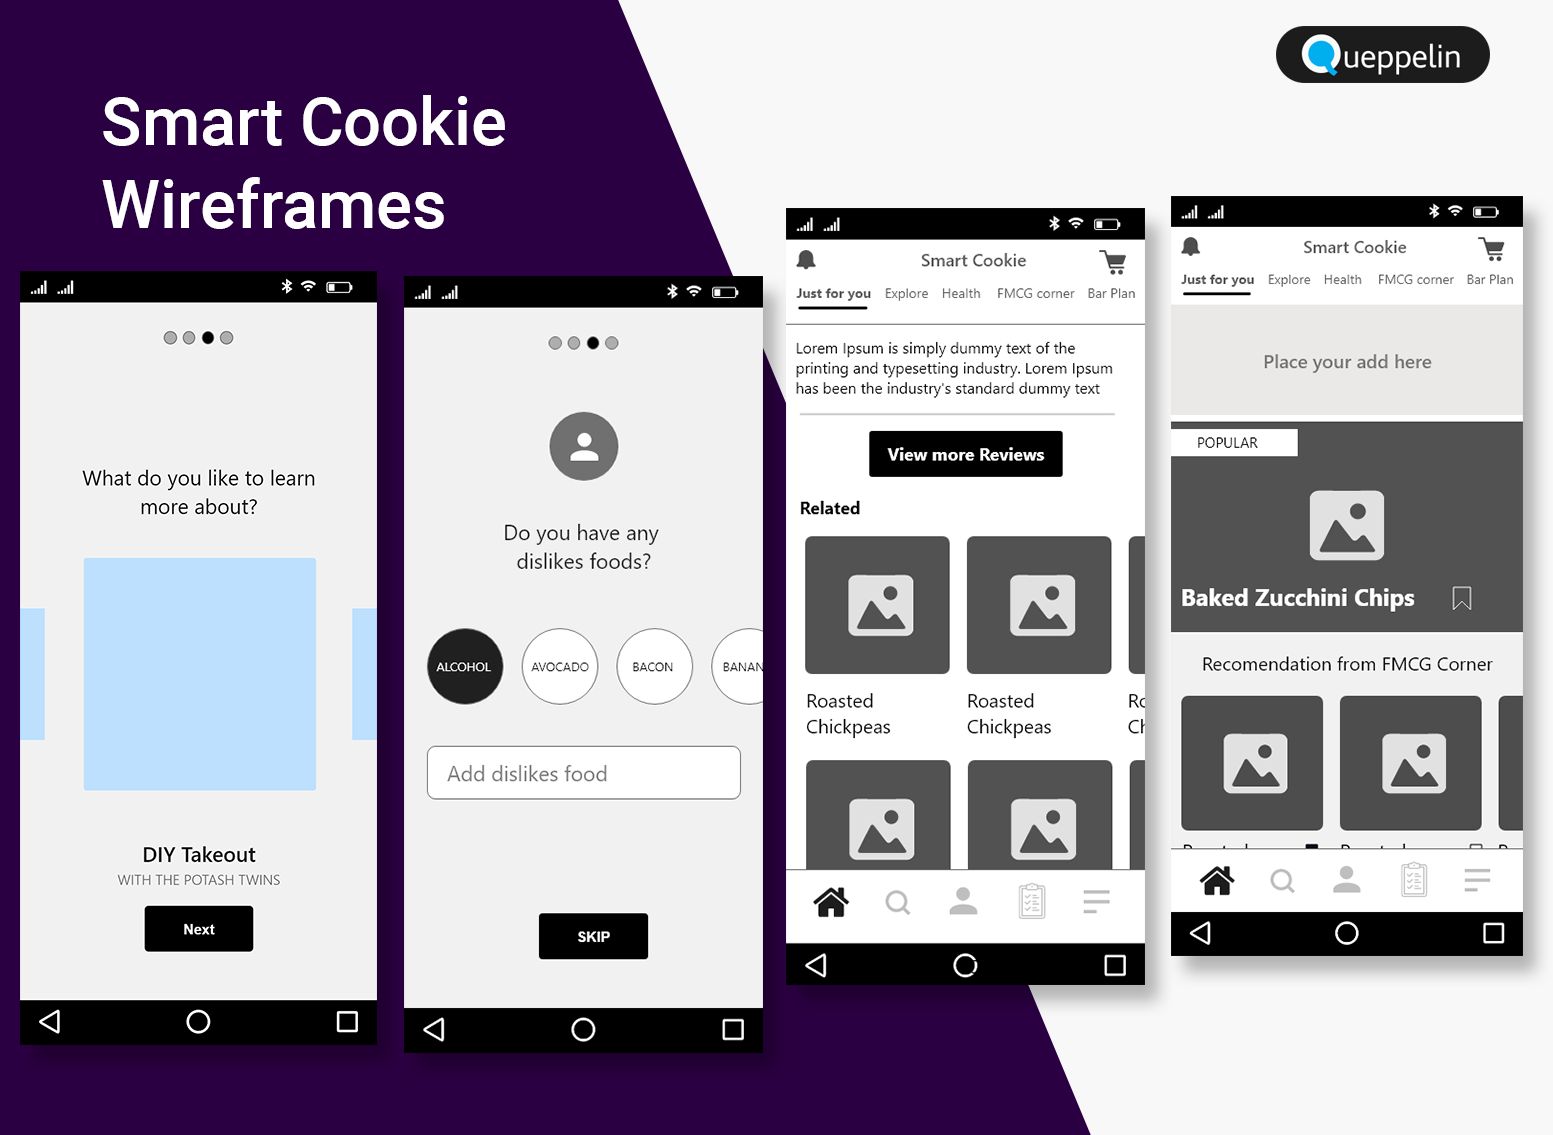 Queppelin
Smart Cookie
Wireframes
What do you like to learn
more about?
DIY Takeout
WITH THE POTASH TWINS
Next
Do you have any
dislikes foods?
ALCOHOL
AVOCADO
BACON
BANAN
Add dislikes food
SKIP
Smart Cookie
Just for you
Explore
Health
FMCG corner
Bar Plan
Lorem Ipsum is simply dummy text of the
printing and typesetting industry. Lorem Ipsum
has been the industry's standard dummy text
View more Reviews
Related
Roasted
Chickpeas
Roasted
Chickpeas
Ro
Ch
Smart Cookie
Just for you
Explore
Health
FMCG corner
Bar Plan
Place your add here
POPULAR
Baked Zucchini Chips
Recomendation from FMCG Corner